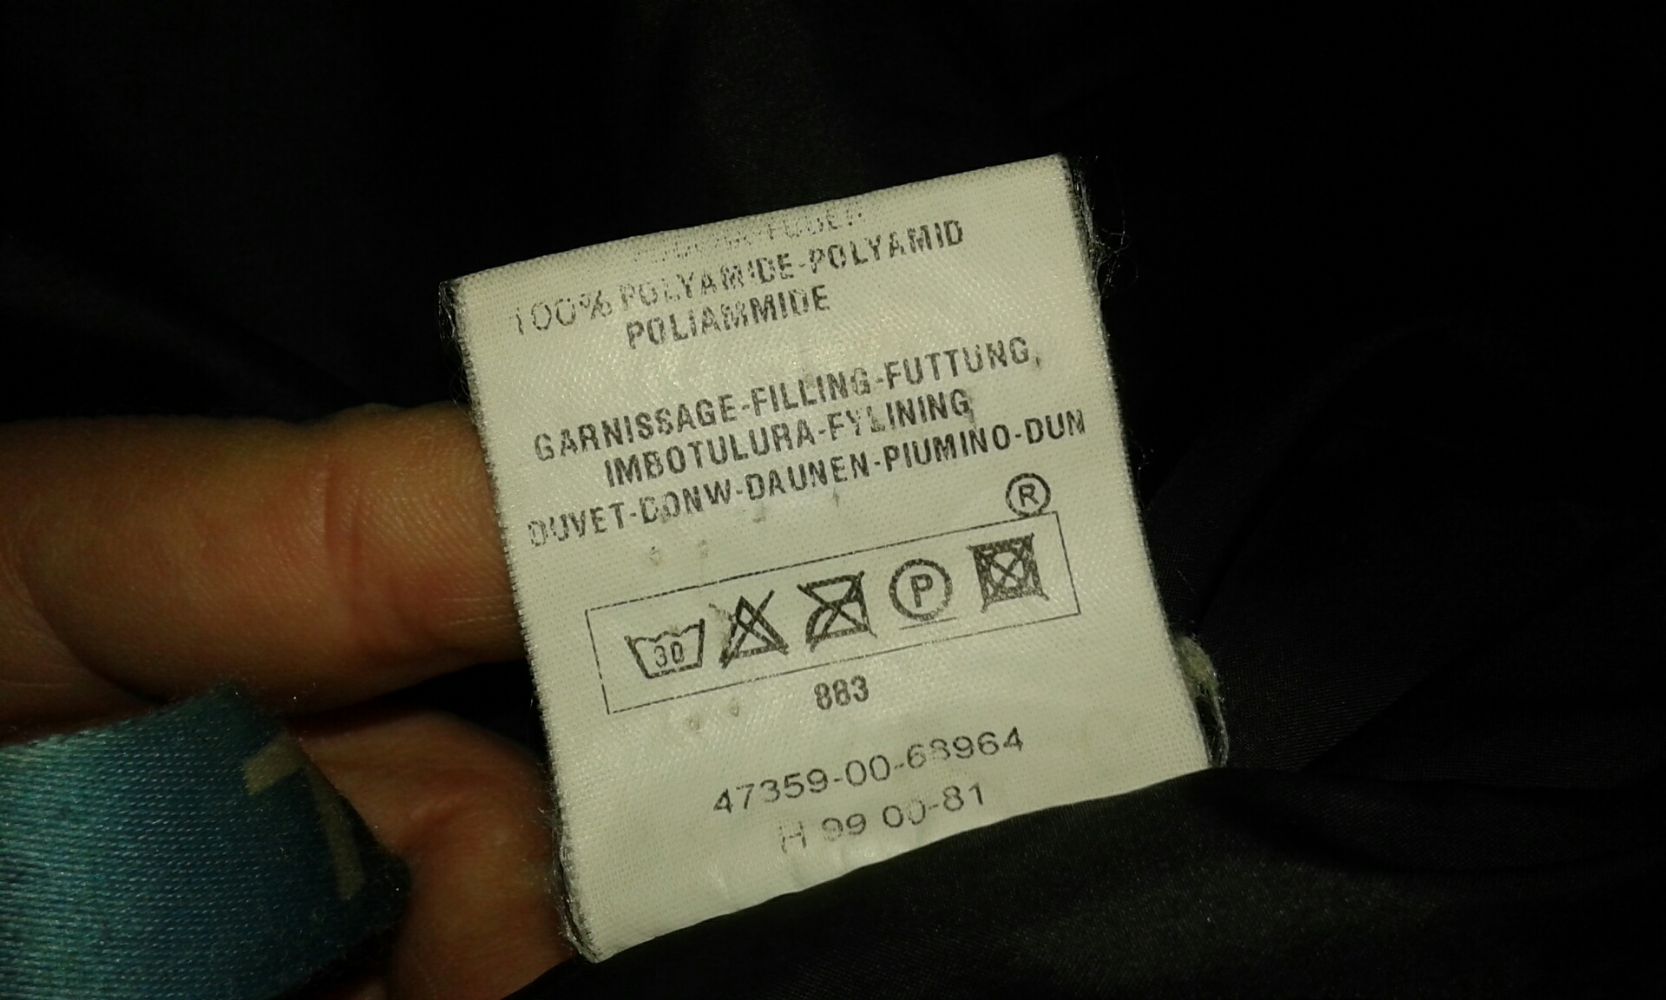 100% POLYAMIDE-POLYAMID
POLIAMMIDE
GARNISSAGE-FILLING-FUTTUNG,
IMBOTULURA-FYLINING
DUVET-DONW-DAUNEN-PIUMINO-DUN
®
30 P
883
47359-00-68964
H 99 00-81